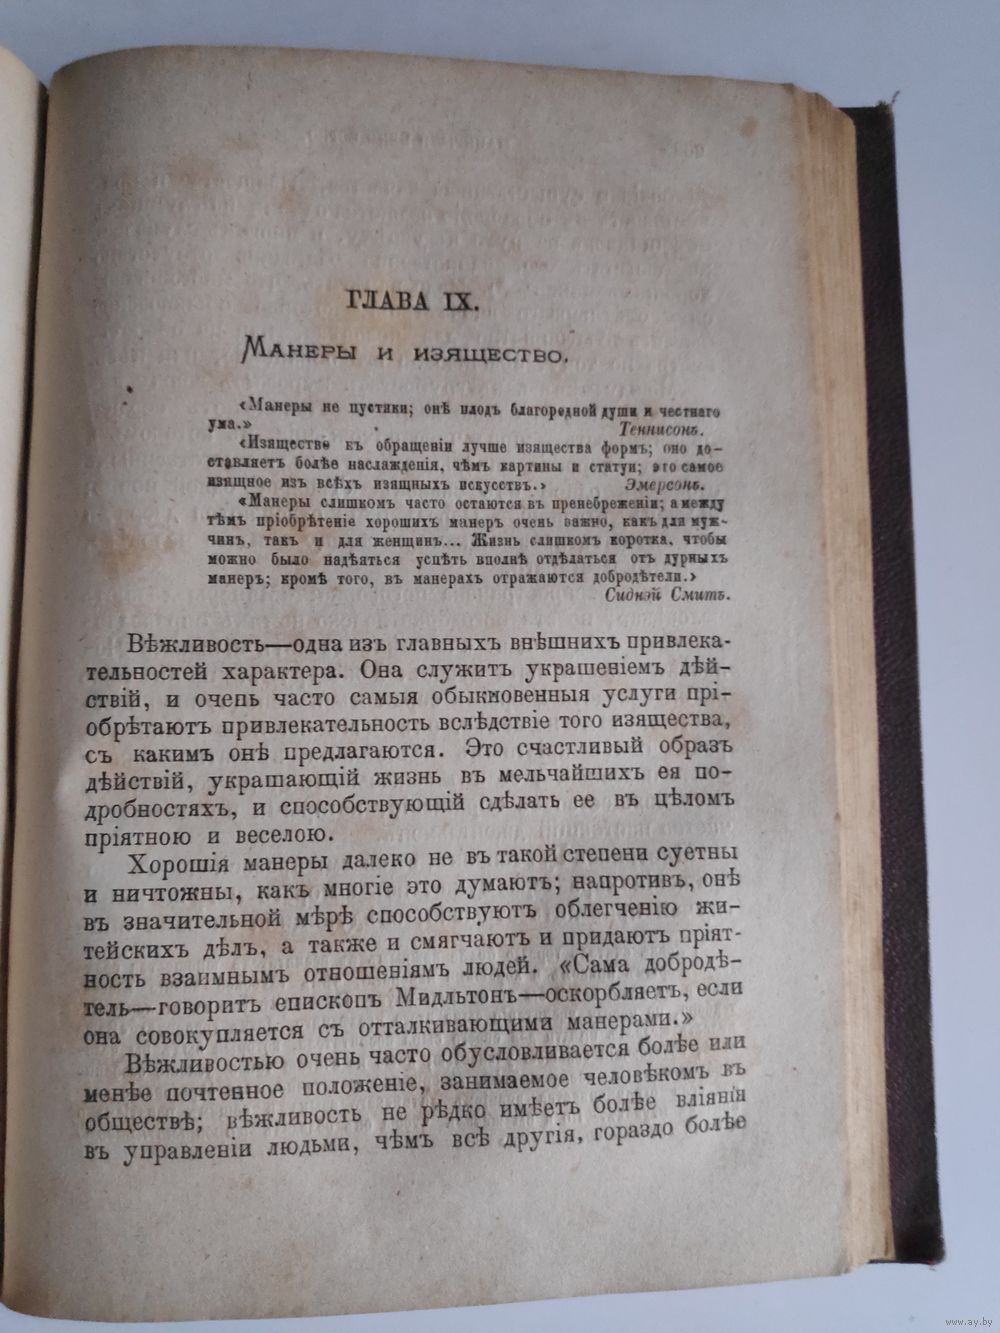 ГЛАВА IX.
Манеры и изящество.
«Манеры не пустяки; онѣ плодъ благородной души и честнаго
ума.»
Теннисонъ.
«Изящество въ обращеніи лучше изящества формъ; оно до-
ставляетъ болѣе наслажденія, чѣмъ картины и статуи; это самое
изящное изъ всѣхъ изящныхъ искусствъ.»
Эмерсонъ.
«Манеры слишкомъ часто остаются въ пренебреженіи; а между
тѣмъ пріобрѣтеніе хорошихъ манеръ очень важно, какъ для муж-
чинъ, такъ и для женщинъ... Жизнь слишкомъ коротка, чтобы
можно было надѣяться успѣть вполнѣ отдѣлаться отъ дурныхъ
манеръ; кромѣ того, въ манерахъ отражаются добродѣтели.»
Сиднэй Смитъ.
Вѣжливость—одна изъ главныхъ внѣшнихъ привлека-
тельностей характера. Она служитъ украшеніемъ дѣй-
ствій, и очень часто самыя обыкновенныя услуги прі-
обрѣтаютъ привлекательность вслѣдствіе того изящества,
съ какимъ онѣ предлагаются. Это счастливый образъ
дѣйствій, украшающій жизнь въ мельчайшихъ ея по-
дробностяхъ, и способствующій сдѣлать ее въ цѣломъ
пріятною и веселою.
Хорошія манеры далеко не въ такой степени суетны
и ничтожны, какъ многіе это думаютъ; напротивъ, онѣ
въ значительной мѣрѣ способствуютъ облегченію жи-
тейскихъ дѣлъ, а также и смягчаютъ и придаютъ пріят-
ность взаимнымъ отношеніямъ людей. «Сама добродѣ-
тель—говоритъ епископъ Мидльтонъ—оскорбляетъ, если
она совокупляется съ отталкивающими манерами.»
Вѣжливостью очень часто обусловливается болѣе или
менѣе почтенное положеніе, занимаемое человѣкомъ въ
обществѣ; вѣжливость не рѣдко имѣетъ болѣе вліянія
въ управленіи людьми, чѣмъ всѣ другія, гораздо болѣе
www.ay.by